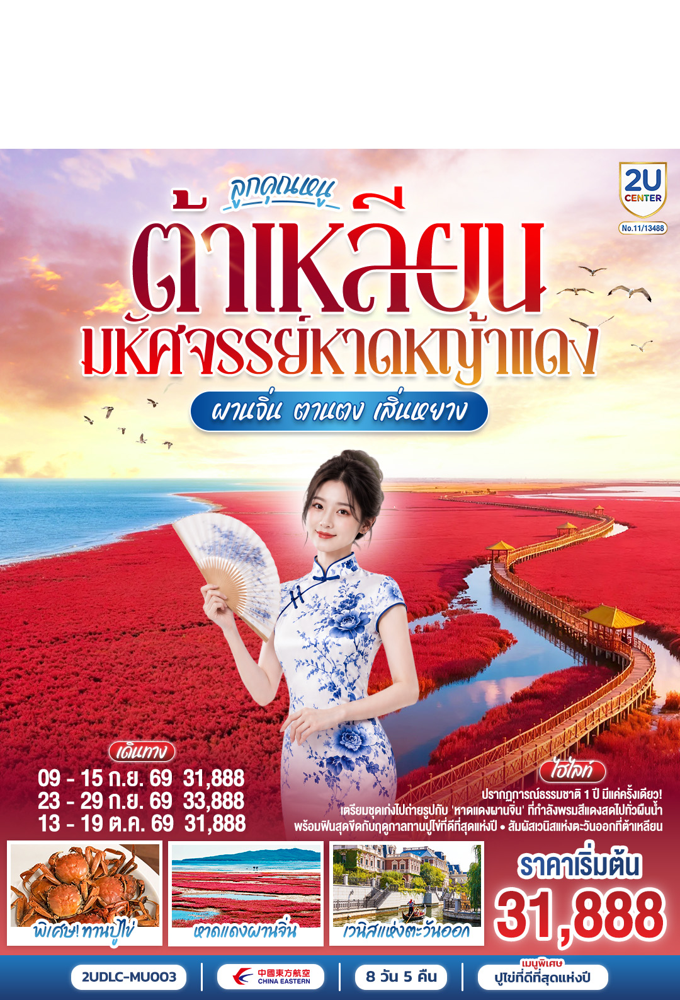 2U
CENTER
No.11/13488
ลูกคุณหนู
ต้าเหลียน
มหัศจรรย์หาดหญ้าแดง
ผานจิ่น ตานตง เสิ่นหยาง
เดินทาง
09 - 15 ก.ย. 69 31,888
23 - 29 ก.ย. 69 33,888
13 - 19 ต.ค. 69 31,888
ไฮไลท์
ปรากฏการณ์ธรรมชาติ 1 ปี มีแค่ครั้งเดียว!
เตรียมชุดเก่งไปถ่ายรูปกับ 'หาดแดงผานจิ่น' ที่กำลังพรมสีแดงสดไปทั่วผืนน้ำ
พร้อมฟินสุดขีดกับฤดูกาลทานปูไข่ที่ดีที่สุดแห่งปี • สัมผัสเวนิสแห่งตะวันออกที่ต้าเหลียน
พิเศษ! ทานปูไข่
หาดแดงผานจิ่น
เวนิสแห่งตะวันออก
ราคาเริ่มต้น
31,888
2UDLC-MU003
中國東方航空
CHINA EASTERN
8 วัน 5 คืน
เมนูพิเศษ
ปูไข่ที่ดีที่สุดแห่งปี